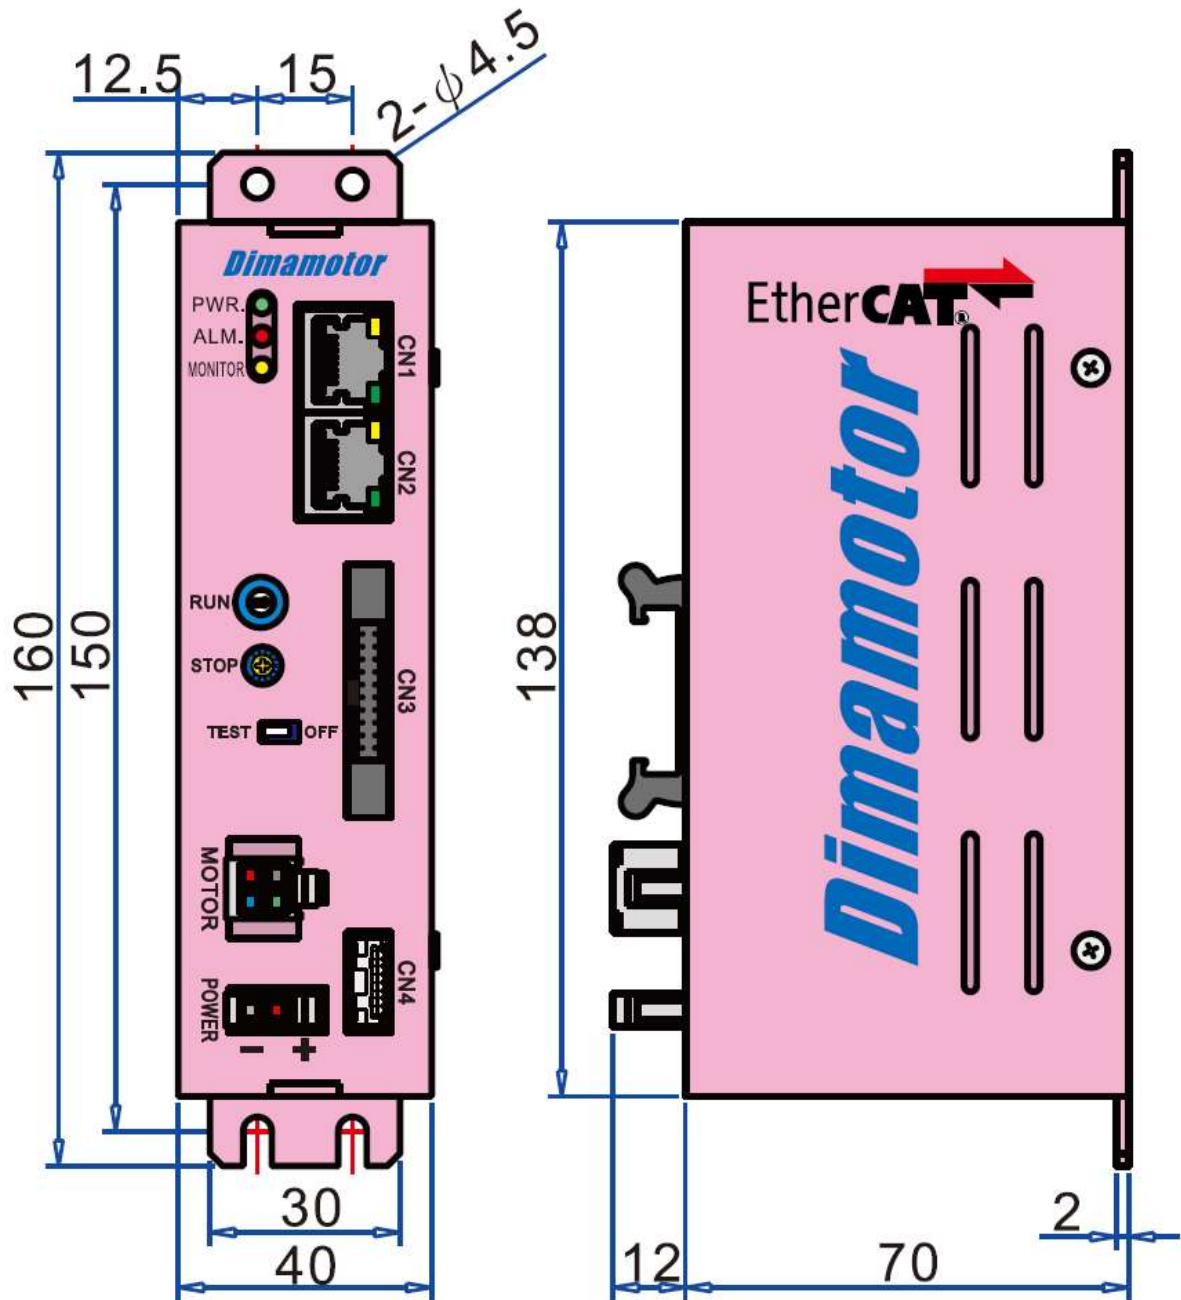 12.5
15
2-φ4.5
160
150
Dimamotor
PWR.
ALM.
MONITOR
CN1
CN2
RUN
STOP
TEST
OFF
CN3
MOTOR
CN4
POWER
- +
30
40
138
EtherCAT®
Dimamotor
12
70
2